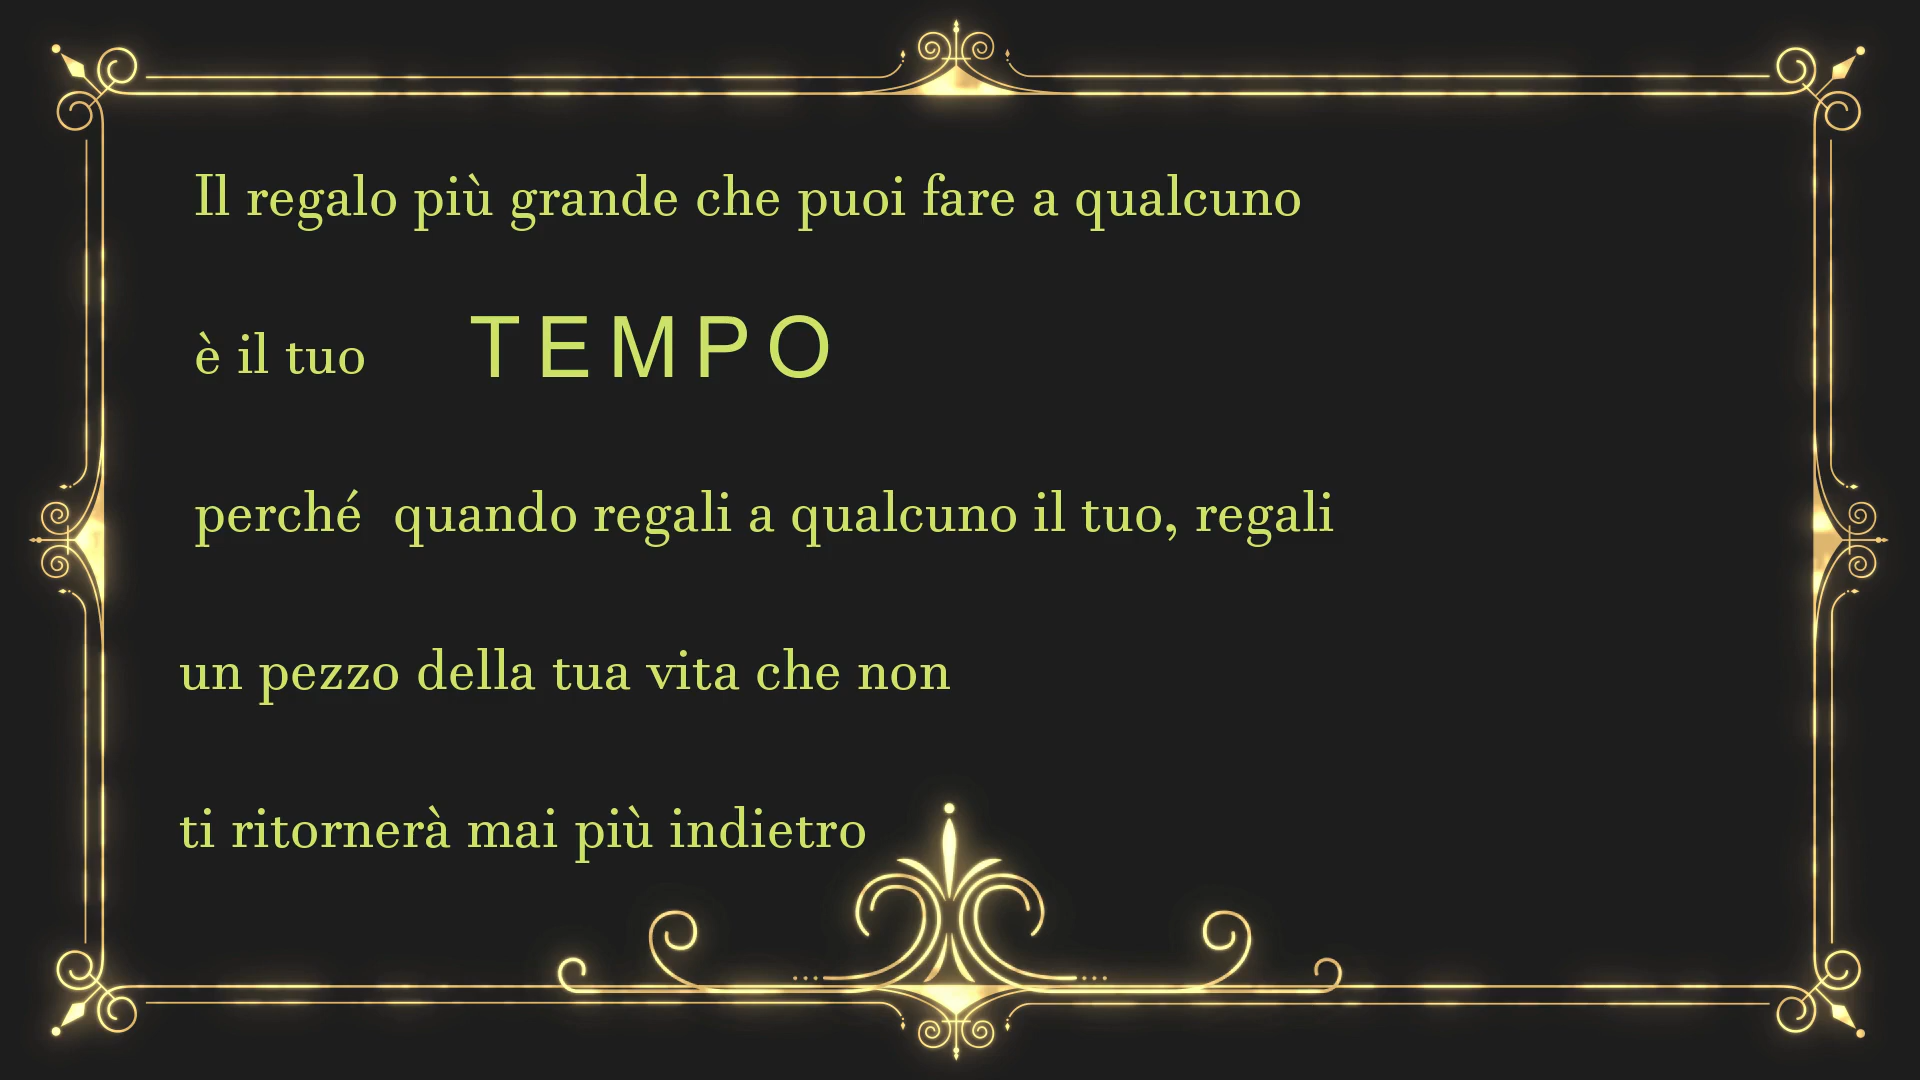 Il regalo più grande che puoi fare a qualcuno
è il tuo TEMPO
perché quando regali a qualcuno il tuo, regali
un pezzo della tua vita che non
ti ritornerà mai più indietro